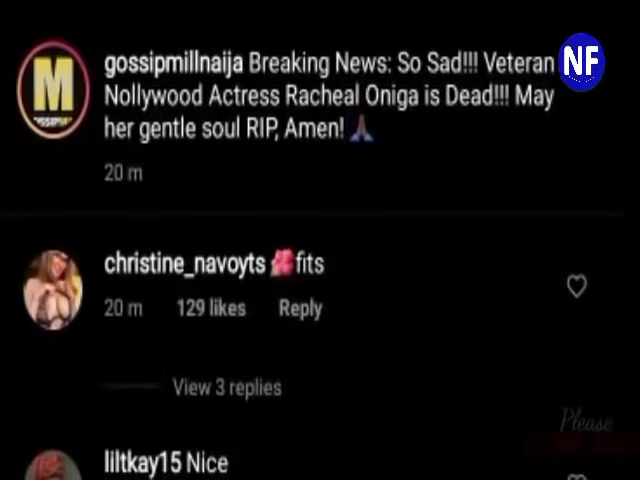 NF
gossipmillnaija Breaking News: So Sad!!! Veteran
Nollywood Actress Racheal Oniga is Dead!!! May
her gentle soul RIP, Amen! 🙏🏾
20 m
christine_navoyts 🌺fits
20 m 129 likes Reply
View 3 replies
Please
liltkay15 Nice